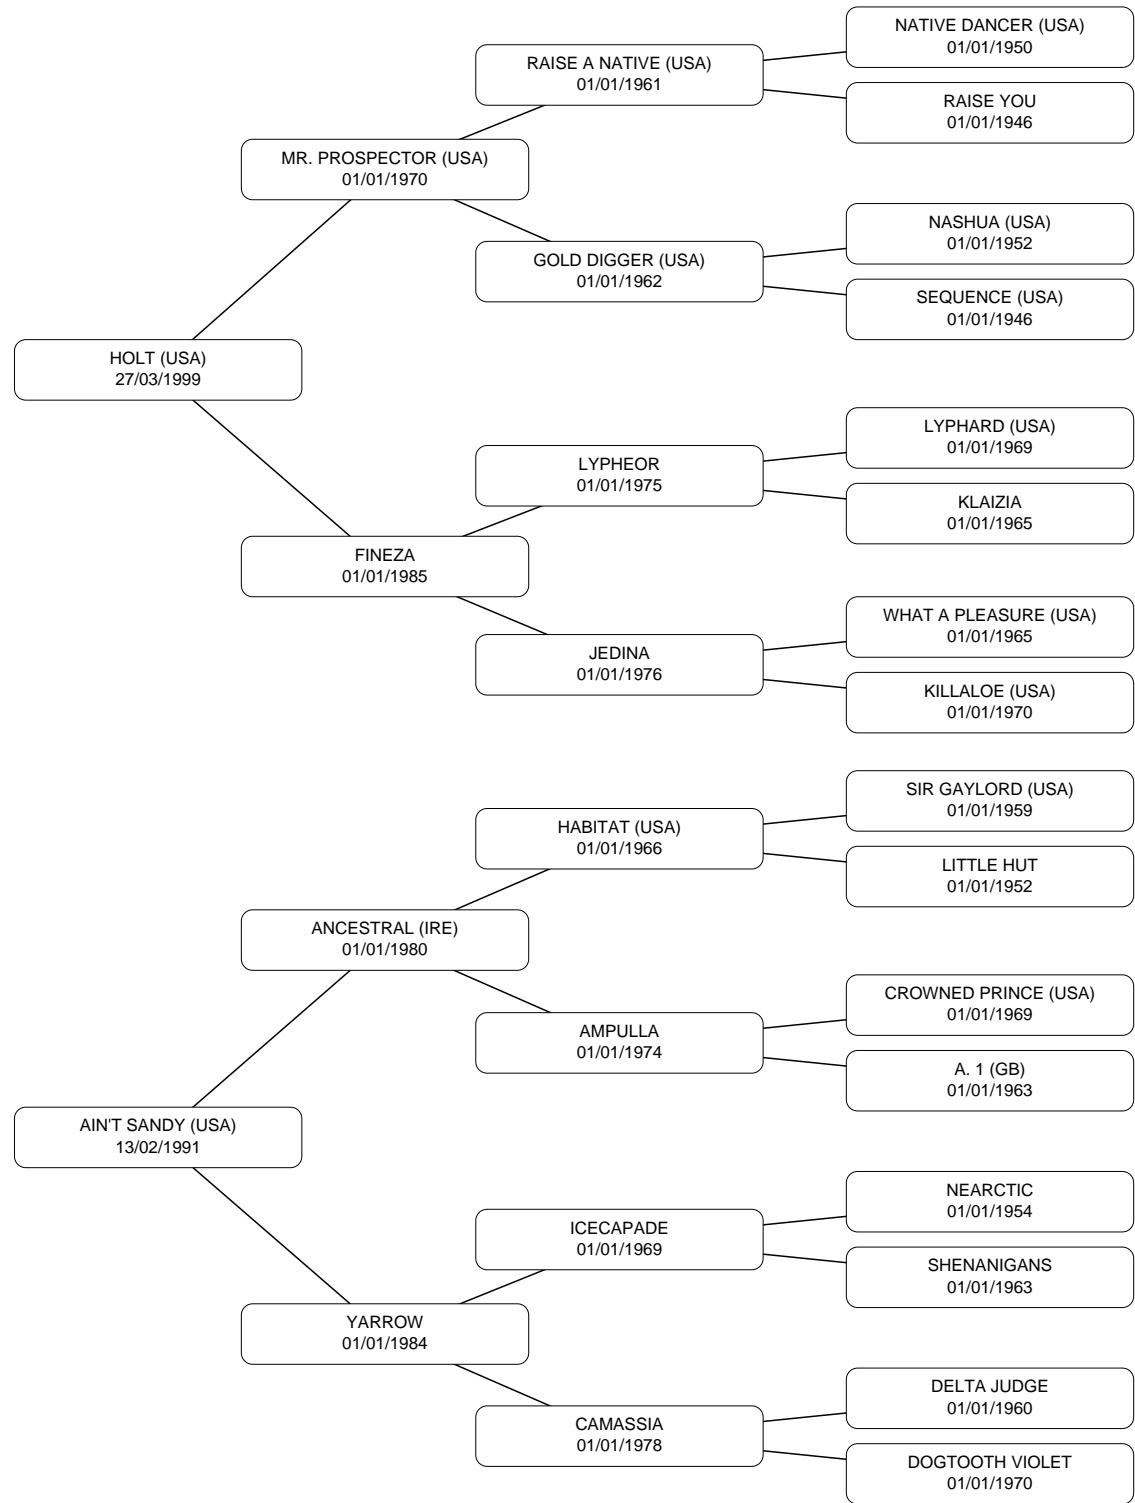 NATIVE DANCER (USA)
01/01/1950
RAISE A NATIVE (USA)
01/01/1961
RAISE YOU
01/01/1946
MR. PROSPECTOR (USA)
01/01/1970
NASHUA (USA)
01/01/1952
GOLD DIGGER (USA)
01/01/1962
SEQUENCE (USA)
01/01/1946
HOLT (USA)
27/03/1999
LYPHARD (USA)
01/01/1969
LYPHEOR
01/01/1975
KLAIZIA
01/01/1965
FINEZA
01/01/1985
WHAT A PLEASURE (USA)
01/01/1965
JEDINA
01/01/1976
KILLALOE (USA)
01/01/1970
SIR GAYLORD (USA)
01/01/1959
HABITAT (USA)
01/01/1966
LITTLE HUT
01/01/1952
ANCESTRAL (IRE)
01/01/1980
CROWNED PRINCE (USA)
01/01/1969
AMPULLA
01/01/1974
A. 1 (GB)
01/01/1963
AIN'T SANDY (USA)
13/02/1991
NEARCTIC
01/01/1954
ICECAPADE
01/01/1969
SHENANIGANS
01/01/1963
YARROW
01/01/1984
DELTA JUDGE
01/01/1960
CAMASSIA
01/01/1978
DOGTOOTH VIOLET
01/01/1970